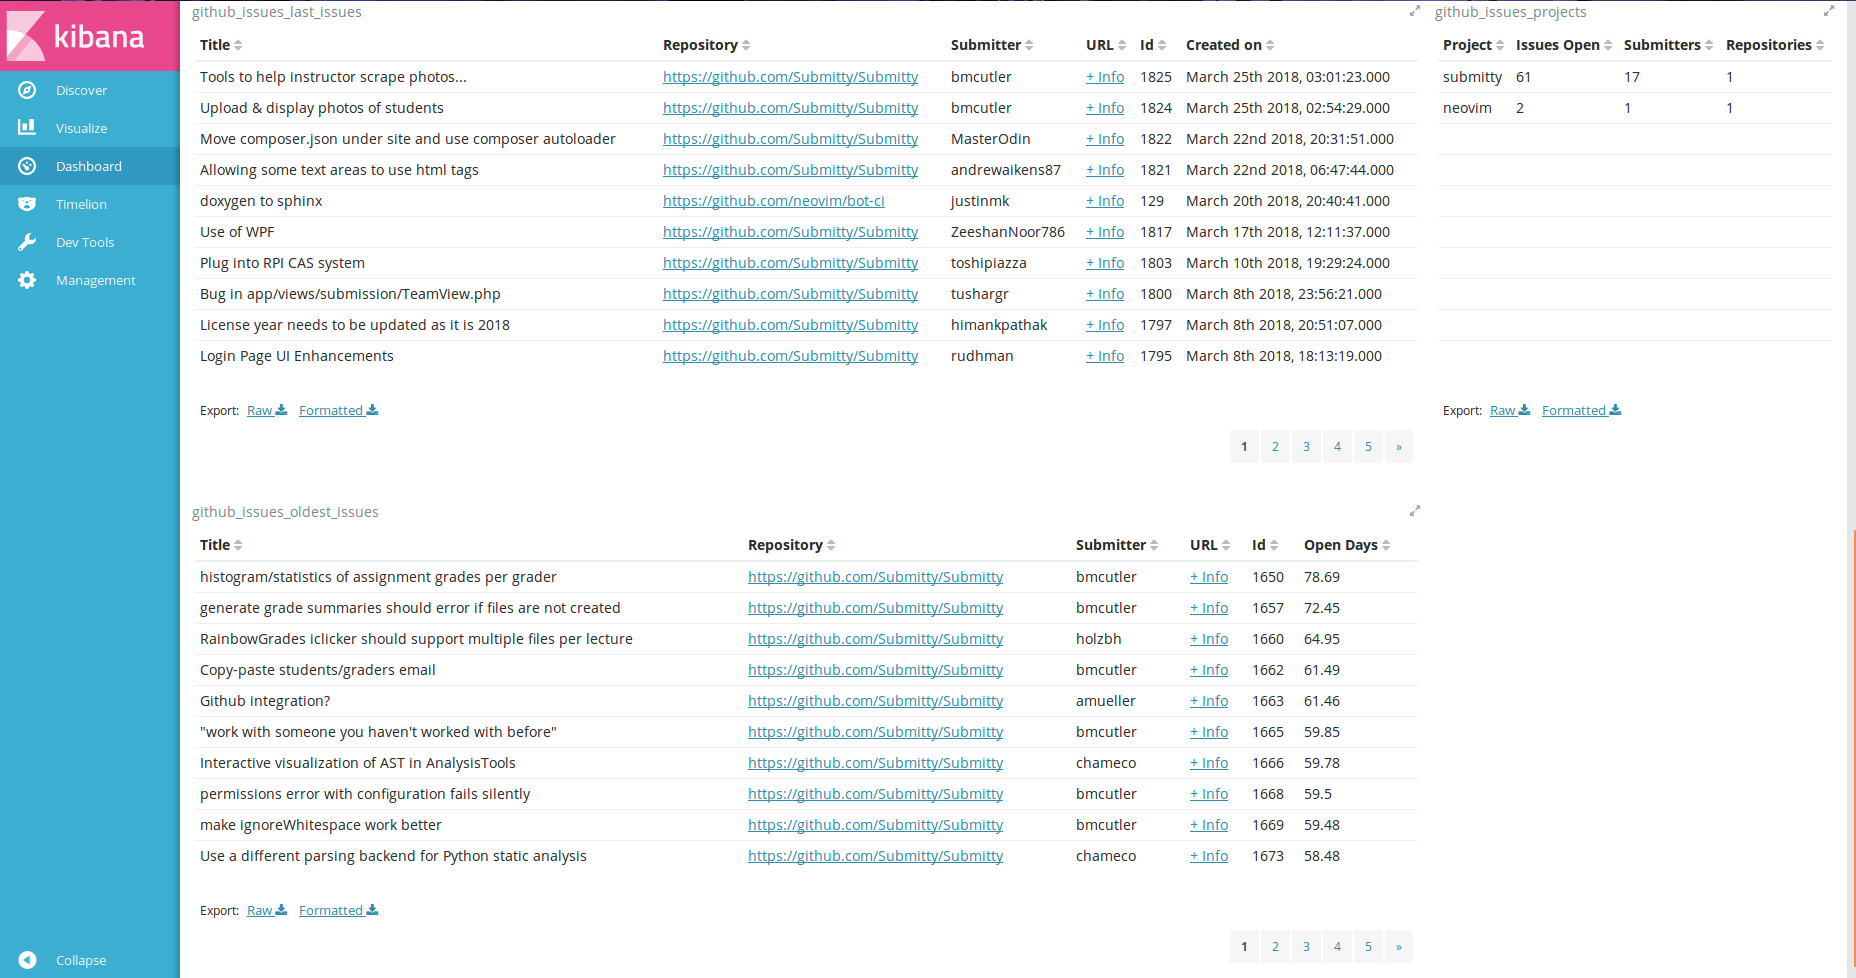 kibana
Discover
Visualize
Dashboard
Timelion
Dev Tools
Management
Collapse
github_issues_last_issues
Title Repository Submitter URL Id Created on
Tools to help instructor scrape photos... https://github.com/Submitty/Submitty bmcutler + Info 1825 March 25th 2018, 03:01:23.000
Upload & display photos of students https://github.com/Submitty/Submitty bmcutler + Info 1824 March 25th 2018, 02:54:29.000
Move composer.json under site and use composer autoloader https://github.com/Submitty/Submitty MasterOdin + Info 1822 March 22nd 2018, 20:31:51.000
Allowing some text areas to use html tags https://github.com/Submitty/Submitty andrewaikens87 + Info 1821 March 22nd 2018, 06:47:44.000
doxygen to sphinx https://github.com/neovim/bot-ci justinmk + Info 129 March 20th 2018, 20:40:41.000
Use of WPF https://github.com/Submitty/Submitty ZeeshanNoor786 + Info 1817 March 17th 2018, 12:11:37.000
Plug into RPI CAS system https://github.com/Submitty/Submitty toshipiazza + Info 1803 March 10th 2018, 19:29:24.000
Bug in app/views/submission/TeamView.php https://github.com/Submitty/Submitty tushargr + Info 1800 March 8th 2018, 23:56:21.000
License year needs to be updated as it is 2018 https://github.com/Submitty/Submitty himankpathak + Info 1797 March 8th 2018, 20:51:07.000
Login Page UI Enhancements https://github.com/Submitty/Submitty rudhman + Info 1795 March 8th 2018, 18:13:19.000
Export: Raw Formatted
1 2 3 4 5 »
github_issues_projects
Project Issues Open Submitters Repositories
submitty 61 17 1
neovim 2 1 1
Export: Raw Formatted
github_issues_oldest_issues
Title Repository Submitter URL Id Open Days
histogram/statistics of assignment grades per grader https://github.com/Submitty/Submitty bmcutler + Info 1650 78.69
generate grade summaries should error if files are not created https://github.com/Submitty/Submitty bmcutler + Info 1657 72.45
RainbowGrades iclicker should support multiple files per lecture https://github.com/Submitty/Submitty holzbh + Info 1660 64.95
Copy-paste students/graders email https://github.com/Submitty/Submitty bmcutler + Info 1662 61.49
Github integration? https://github.com/Submitty/Submitty amueller + Info 1663 61.46
"work with someone you haven't worked with before" https://github.com/Submitty/Submitty bmcutler + Info 1665 59.85
Interactive visualization of AST in AnalysisTools https://github.com/Submitty/Submitty chameco + Info 1666 59.78
permissions error with configuration fails silently https://github.com/Submitty/Submitty bmcutler + Info 1668 59.5
make ignoreWhitespace work better https://github.com/Submitty/Submitty bmcutler + Info 1669 59.48
Use a different parsing backend for Python static analysis https://github.com/Submitty/Submitty chameco + Info 1673 58.48
Export: Raw Formatted
1 2 3 4 5 »